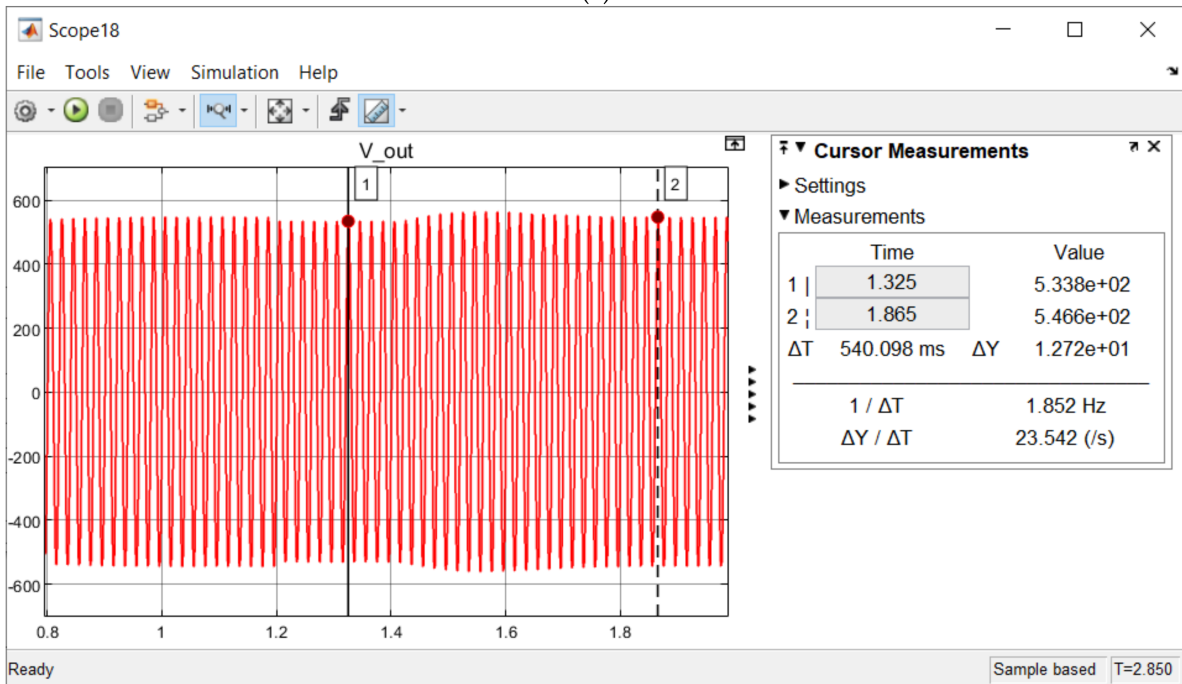 Scope18
File Tools View Simulation Help
V_out
1
2
600
400
200
0
-200
-400
-600
0.8 1 1.2 1.4 1.6 1.8
Cursor Measurements
Settings
Measurements
Time Value
1 | 1.325 5.338e+02
2 ¦ 1.865 5.466e+02
ΔT 540.098 ms ΔY 1.272e+01
1 / ΔT 1.852 Hz
ΔY / ΔT 23.542 (/s)
Ready Sample based T=2.850